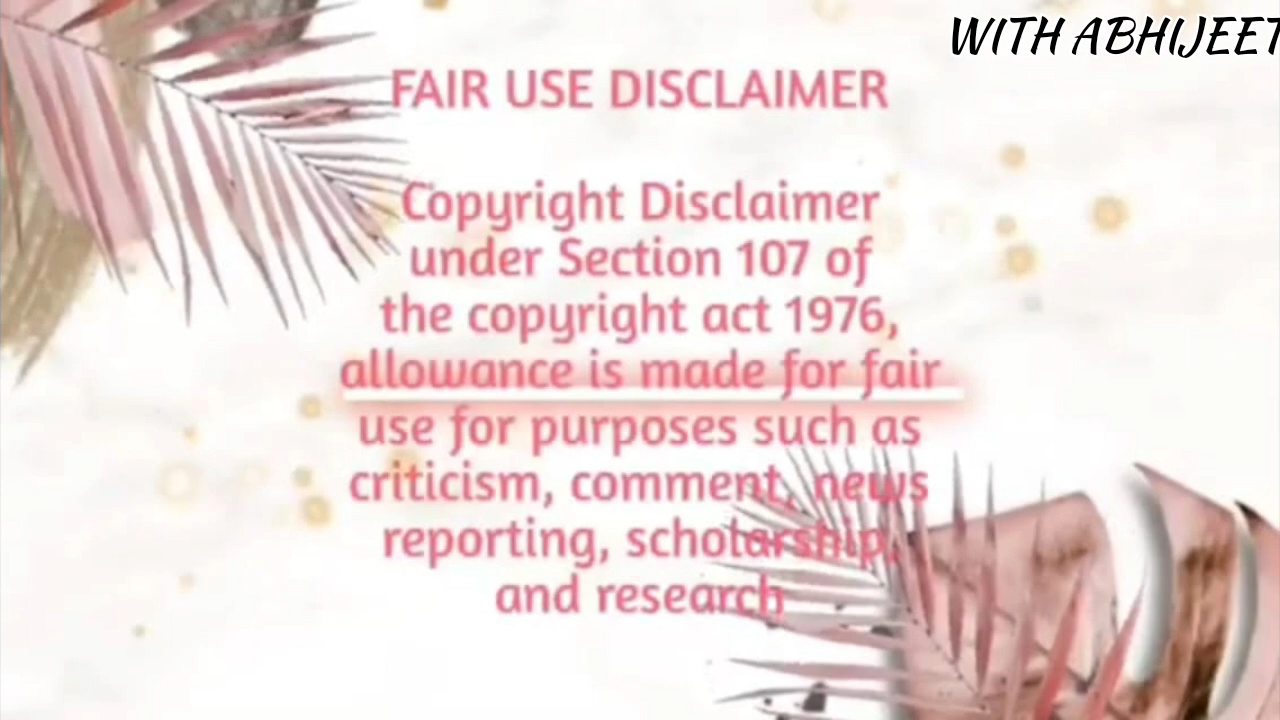 WITH ABHIJEET
FAIR USE DISCLAIMER
Copyright Disclaimer
under Section 107 of
the copyright act 1976,
allowance is made for fair
use for purposes such as
criticism, comment, news
reporting, scholarship,
and research